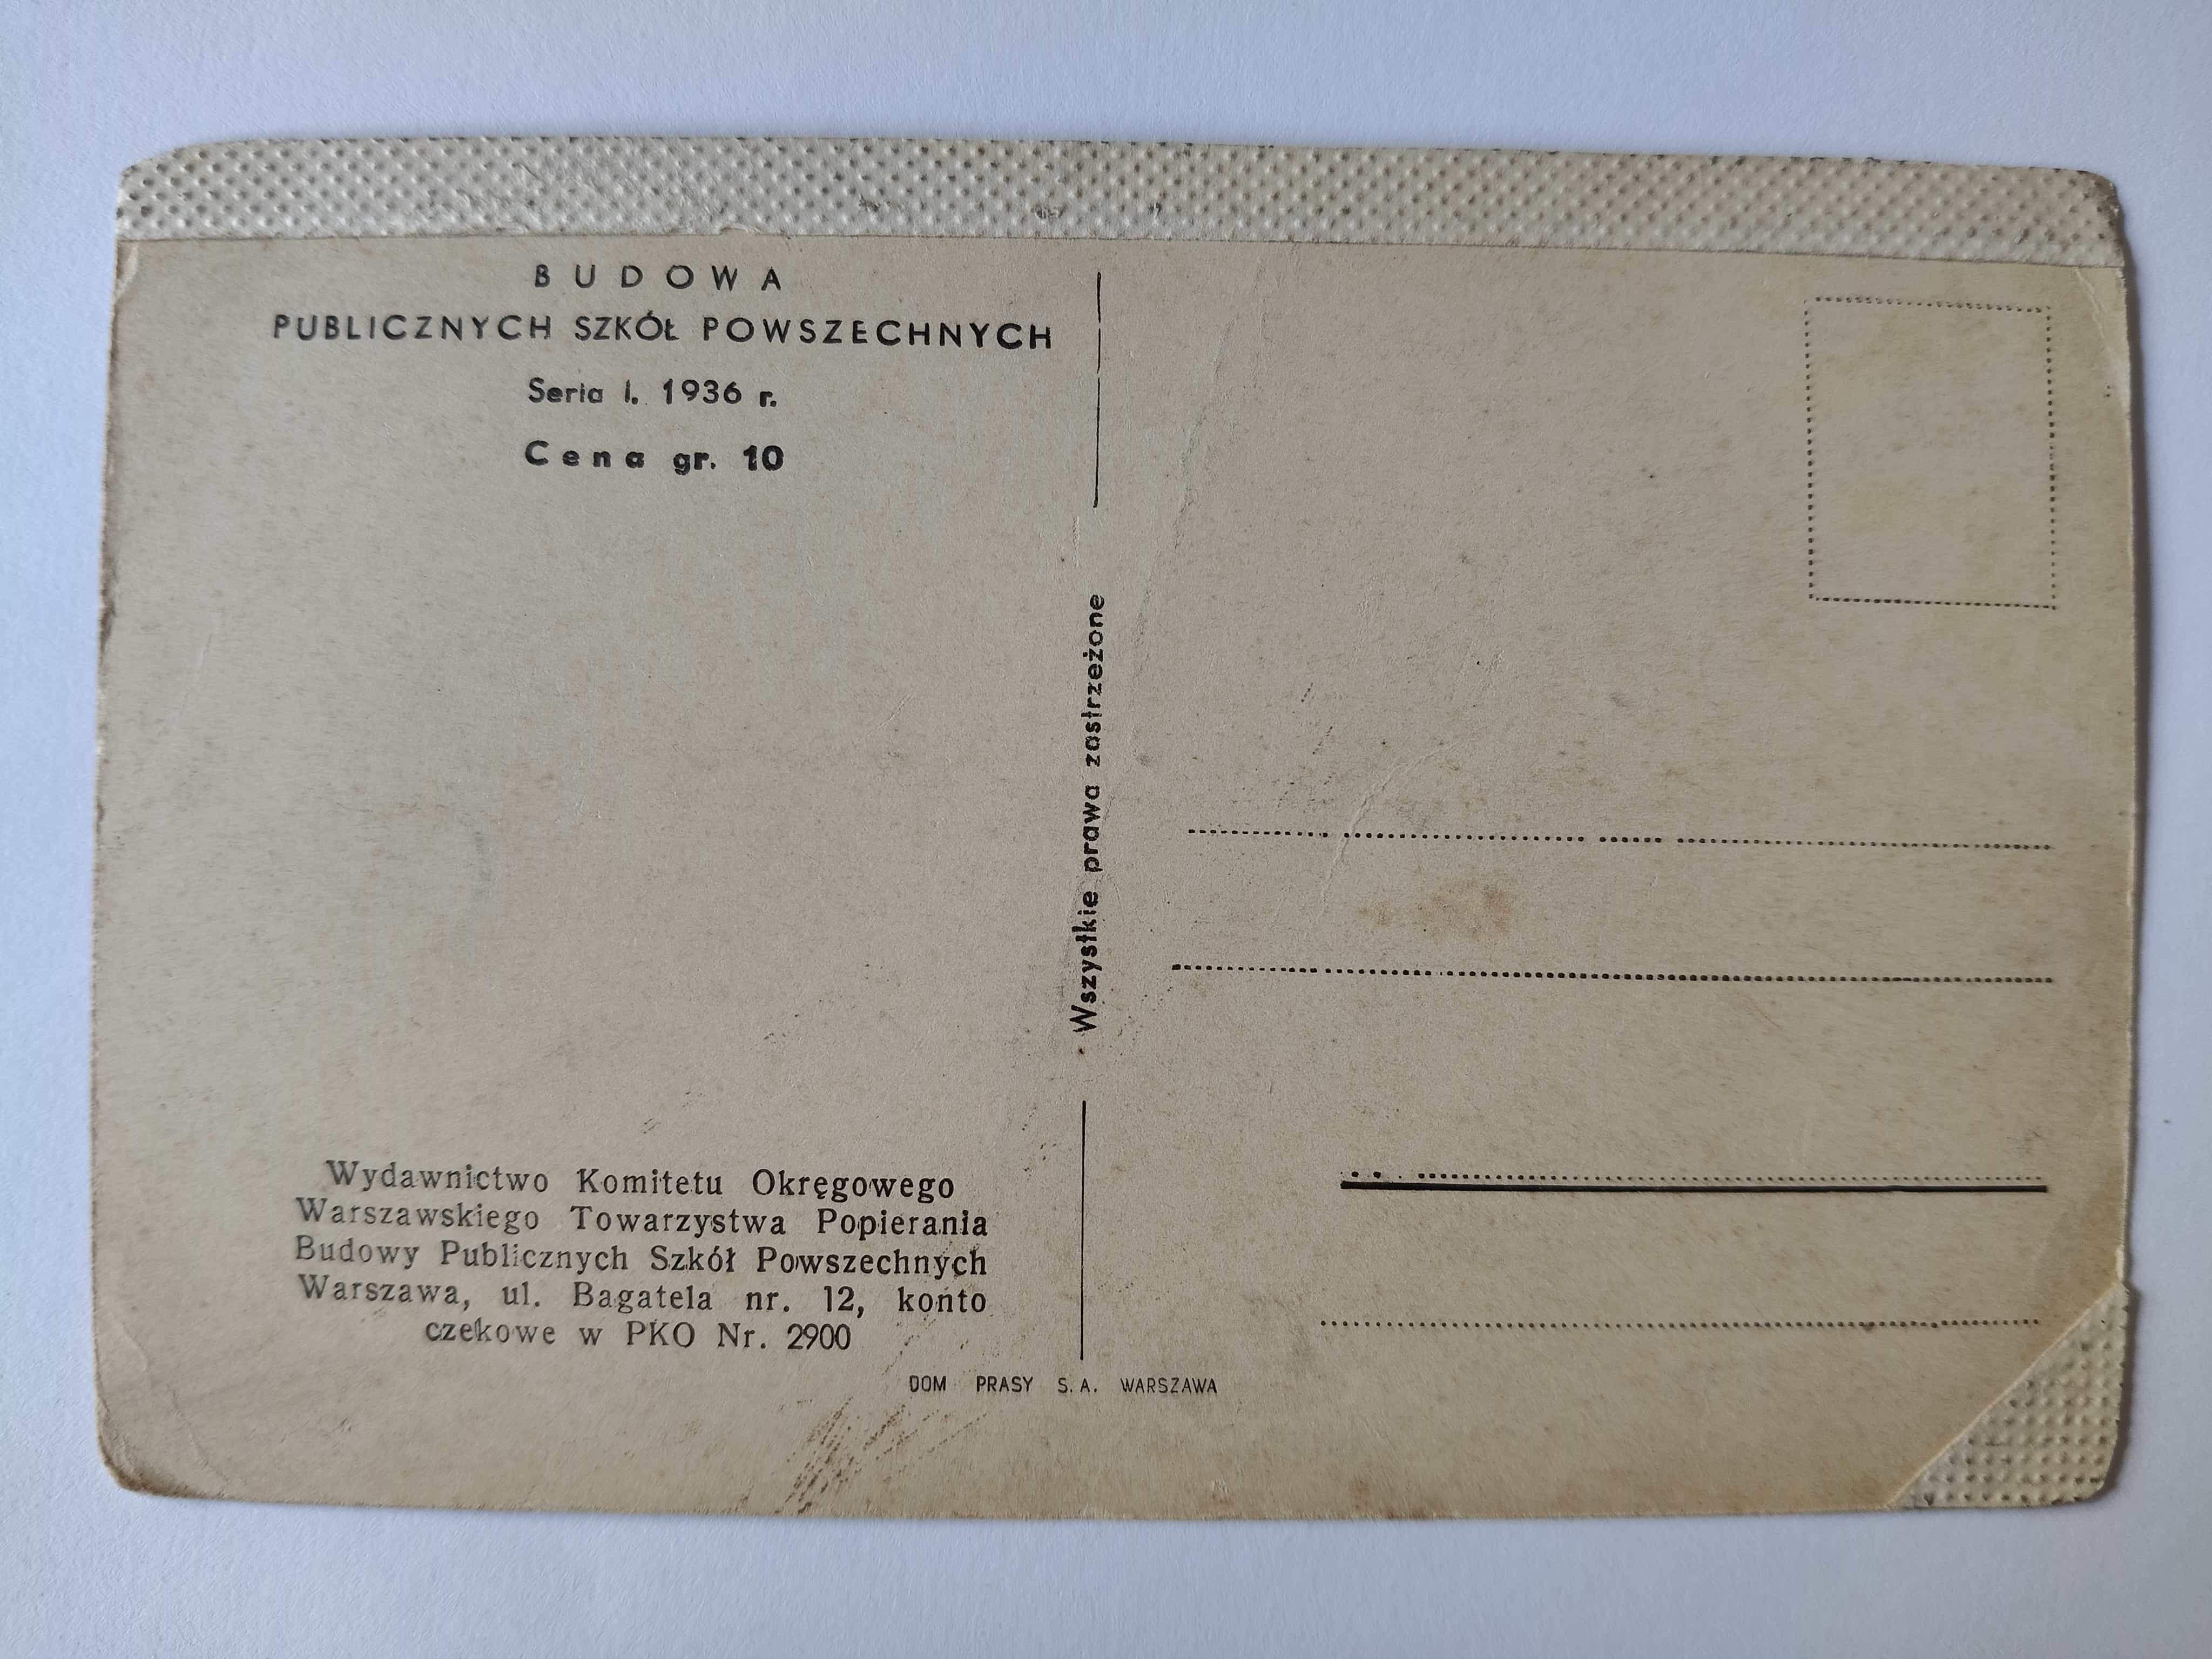 BUDOWA
PUBLICZNYCH SZKÓŁ POWSZECHNYCH
Seria I. 1936 r.
Cena gr. 10
Wszystkie prawa zastrzeżone
Wydawnictwo Komitetu Okręgowego
Warszawskiego Towarzystwa Popierania
Budowy Publicznych Szkół Powszechnych
Warszawa, ul. Bagatela nr. 12, konto
czekowe w PKO Nr. 2900
DOM PRASY S.A. WARSZAWA